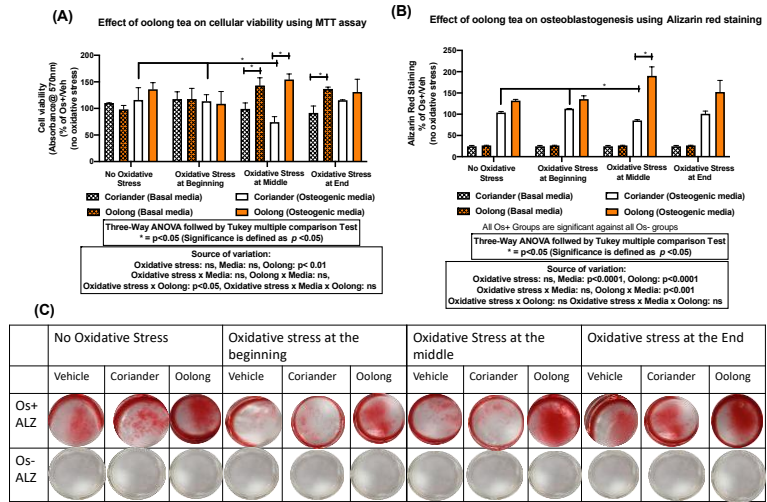 (A)
Effect of oolong tea on cellular viability using MTT assay
Cell viability
(Absorbance@ 570nm)
(% of Os+/Veh
(no oxidative stress)
200
150
100
50
0
*
*
*
*
No Oxidative
Stress
Oxidative Stress
at Beginning
Oxidative Stress
at Middle
Oxidative Stress
at End
Coriander (Basal media)
Coriander (Osteogenic media)
Oolong (Basal media)
Oolong (Osteogenic media)
Three-Way ANOVA follwed by Tukey multiple comparison Test
* = p<0.05 (Significance is defined as p <0.05)
Source of variation:
Oxidative stress: ns, Media: ns, Oolong: p< 0.01
Oxidative stress x Media: ns, Oolong x Media: ns,
Oxidative stress x Oolong: p<0.05, Oxidative stress x Media x Oolong: ns
(B)
Effect of oolong tea on osteoblastogenesis using Alizarin red staining
Alizarin Red Staining
% of Os+/Veh
(no oxidative stress)
250
200
150
100
50
0
*
*
No Oxidative
Stress
Oxidative Stress
at Beginning
Oxidative Stress
at Middle
Oxidative Stress
at End
Coriander (Basal media)
Coriander (Osteogenic media)
Oolong (Basal media)
Oolong (Osteogenic media)
All Os+ Groups are significant against all Os- groups
Three-Way ANOVA follwed by Tukey multiple comparison Test
* = p<0.05 (Significance is defined as p <0.05)
Source of variation:
Oxidative stress: ns, Media: p<0.0001, Oolong: p<0.0001
Oxidative stress x Media: ns, Oolong x Media: p<0.001
Oxidative stress x Oolong: ns Oxidative stress x Media x Oolong: ns
(C)
No Oxidative Stress
Oxidative stress at the
beginning
Oxidative Stress at the
middle
Oxidative stress at the End
Vehicle Coriander Oolong Vehicle Coriander Oolong Vehicle Coriander Oolong Vehicle Coriander Oolong
Os+
ALZ
Os-
ALZ